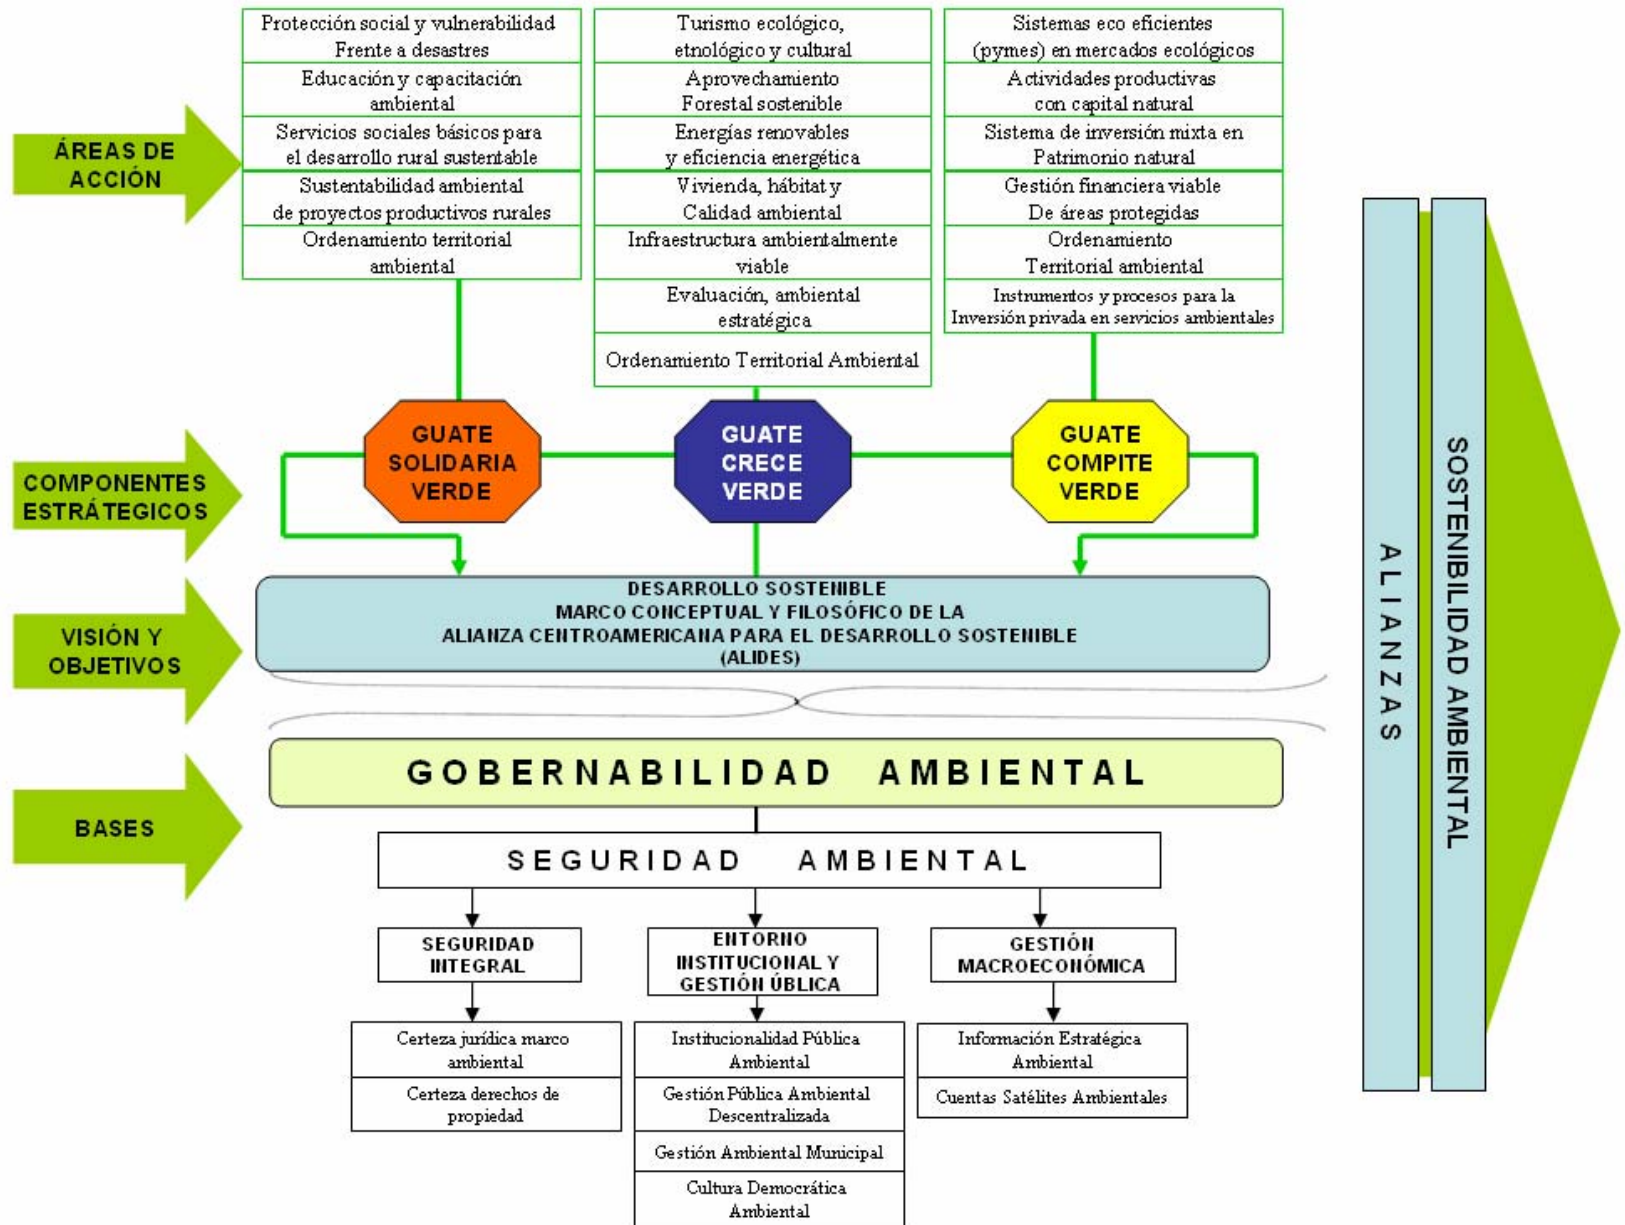 ÁREAS DE
ACCIÓN
Protección social y vulnerabilidad
Frente a desastres
Educación y capacitación
ambiental
Servicios sociales básicos para
el desarrollo rural sustentable
Sustentabilidad ambiental
de proyectos productivos rurales
Ordenamiento territorial
ambiental
Turismo ecológico,
etnológico y cultural
Aprovechamiento
Forestal sostenible
Energías renovables
y eficiencia energética
Vivienda, hábitat y
Calidad ambiental
Infraestructura ambientalmente
viable
Evaluación, ambiental
estratégica
Ordenamiento Territorial Ambiental
Sistemas eco eficientes
(pymes) en mercados ecológicos
Actividades productivas
con capital natural
Sistema de inversión mixta en
Patrimonio natural
Gestión financiera viable
De áreas protegidas
Ordenamiento
Territorial ambiental
Instrumentos y procesos para la
Inversión privada en servicios ambientales
COMPONENTES
ESTRÁTEGICOS
GUATE
SOLIDARIA
VERDE
GUATE
CRECE
VERDE
GUATE
COMPITE
VERDE
VISIÓN Y
OBJETIVOS
DESARROLLO SOSTENIBLE
MARCO CONCEPTUAL Y FILOSÓFICO DE LA
ALIANZA CENTROAMERICANA PARA EL DESARROLLO SOSTENIBLE
(ALIDES)
BASES
GOBERNABILIDAD AMBIENTAL
SEGURIDAD AMBIENTAL
SEGURIDAD
INTEGRAL
Certeza jurídica marco
ambiental
Certeza derechos de
propiedad
ENTORNO
INSTITUCIONAL Y
GESTIÓN ÚBLICA
Institucionalidad Pública
Ambiental
Gestión Pública Ambiental
Descentralizada
Gestión Ambiental Municipal
Cultura Democrática
Ambiental
GESTIÓN
MACROECONÓMICA
Información Estratégica
Ambiental
Cuentas Satélites Ambientales
ALIANZAS
SOSTENIBILIDAD AMBIENTAL